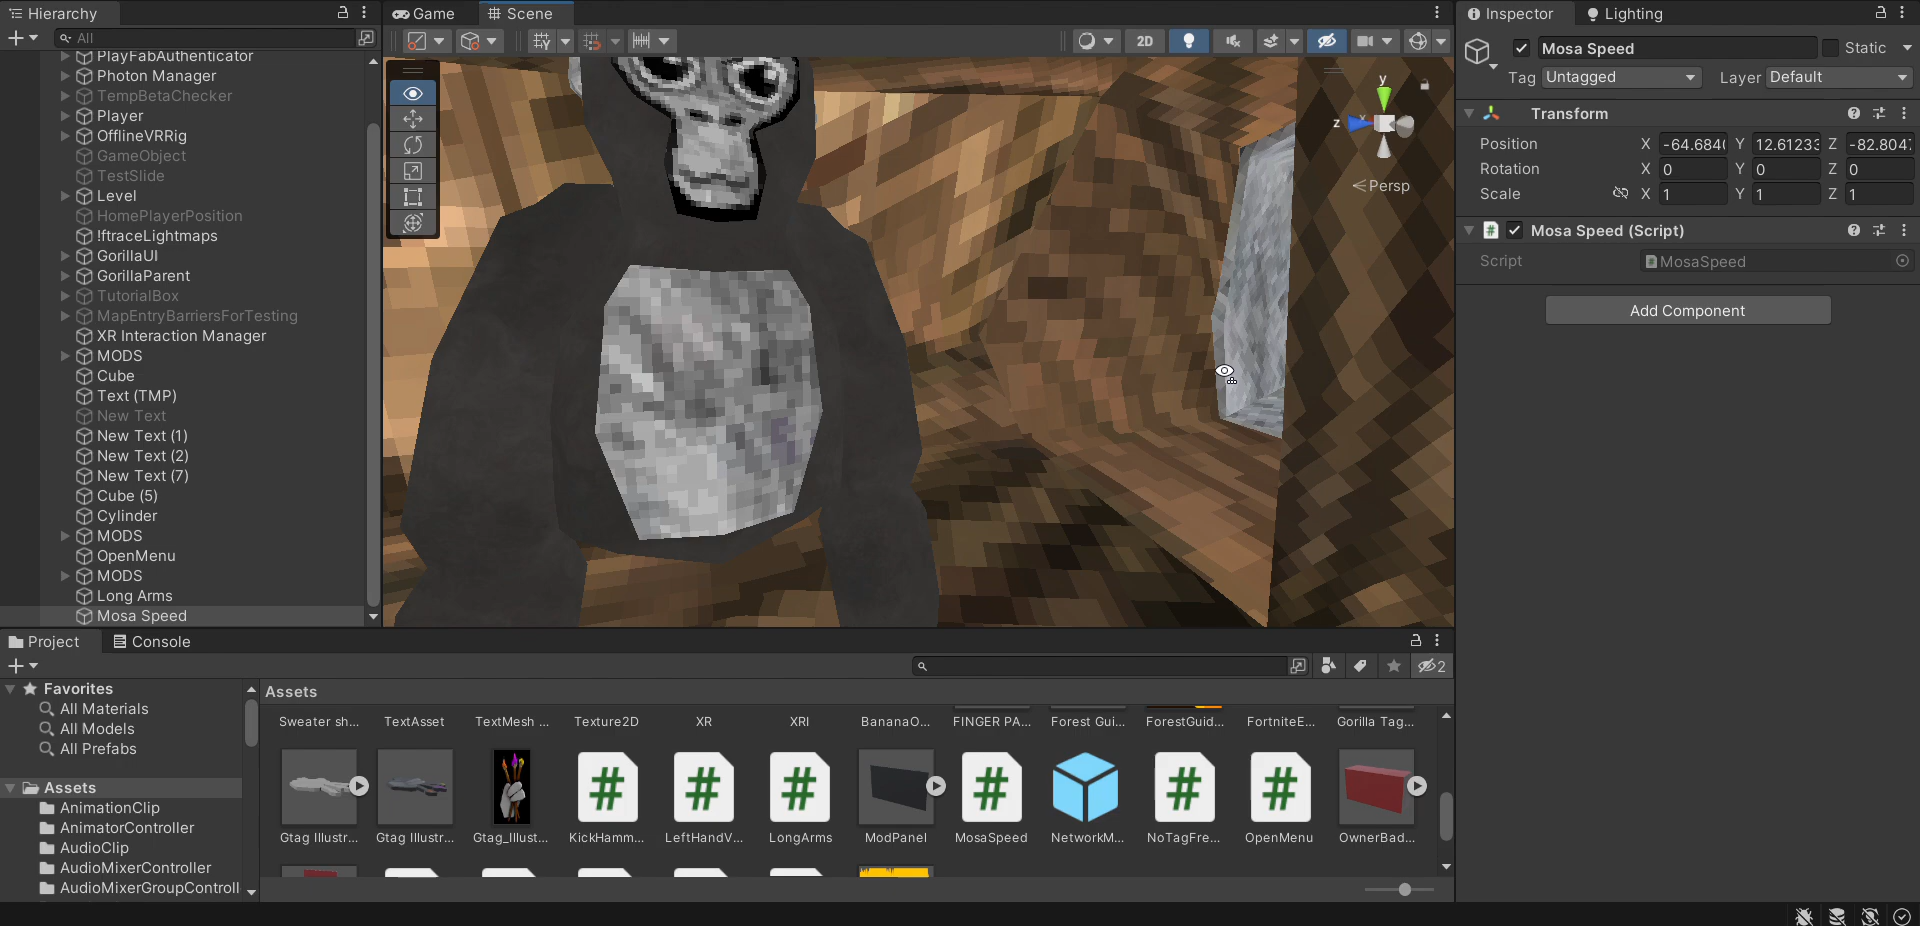 Hierarchy
All
PlayFabAuthenticator
Photon Manager
TempBetaChecker
Player
OfflineVRRig
GameObject
TestSlide
Level
HomePlayerPosition
!ftraceLightmaps
GorillaUI
GorillaParent
TutorialBox
MapEntryBarriersForTesting
XR Interaction Manager
MODS
Cube
Text (TMP)
New Text
New Text (1)
New Text (2)
New Text (7)
Cube (5)
Cylinder
MODS
OpenMenu
MODS
Long Arms
Mosa Speed
Game
Scene
2D
y
x
z
Persp
Inspector
Lighting
Mosa Speed
Static
Tag Untagged
Layer Default
Transform
Position X -64.684 Y 12.6123 Z -82.804
Rotation X 0 Y 0 Z 0
Scale X 1 Y 1 Z 1
# Mosa Speed (Script)
Script MosaSpeed
Add Component
Project
Console
2
Favorites
All Materials
All Models
All Prefabs
Assets
AnimationClip
AnimatorController
AudioClip
AudioMixerController
AudioMixerGroupControll
Assets
Sweater sh... TextAsset TextMesh ... Texture2D XR XRI BananaO... FINGER PA... Forest Gui... ForestGuid... FortniteE... Gorilla Tag...
Gtag Illustr... Gtag Illustr... Gtag_Illust... KickHamm... LeftHandV... LongArms ModPanel MosaSpeed NetworkM... NoTagFre... OpenMenu OwnerBad...